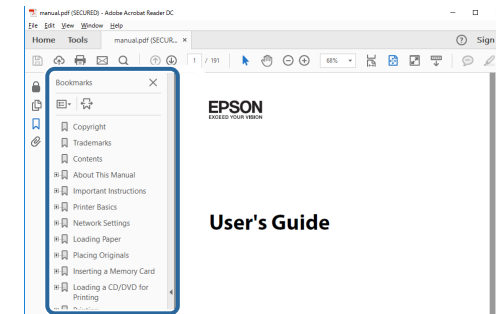 manual.pdf (SECURED) - Adobe Acrobat Reader DC
File Edit View Window Help
Home Tools manual.pdf (SECUR... × ? Sign
1 / 191 68%
Bookmarks
EPSON
EXCEED YOUR VISION
Copyright
Trademarks
Contents
About This Manual
Important Instructions
Printer Basics
User's Guide
Network Settings
Loading Paper
Placing Originals
Inserting a Memory Card
Loading a CD/DVD for
Printing